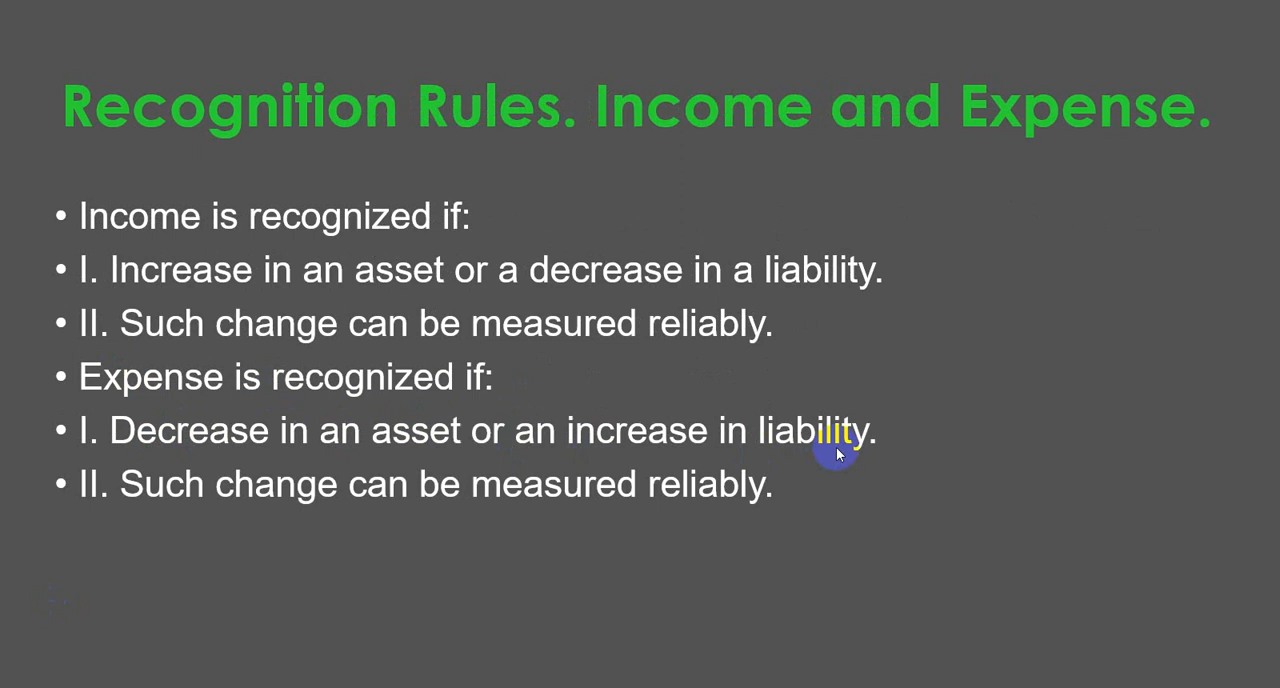 Recognition Rules. Income and Expense.
• Income is recognized if:
• I. Increase in an asset or a decrease in a liability.
• II. Such change can be measured reliably.
• Expense is recognized if:
• I. Decrease in an asset or an increase in liability.
• II. Such change can be measured reliably.